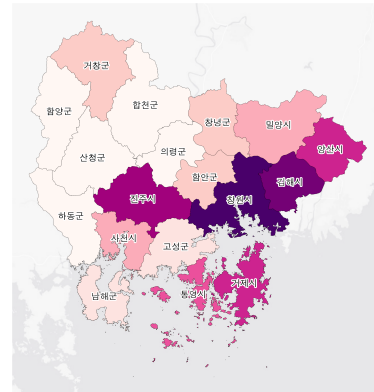 거창군
함양군
합천군
창녕군
밀양시
양산시
의령군
산청군
함안군
김해시
진주시
창원시
하동군
사천시
고성군
거제시
통영시
남해군